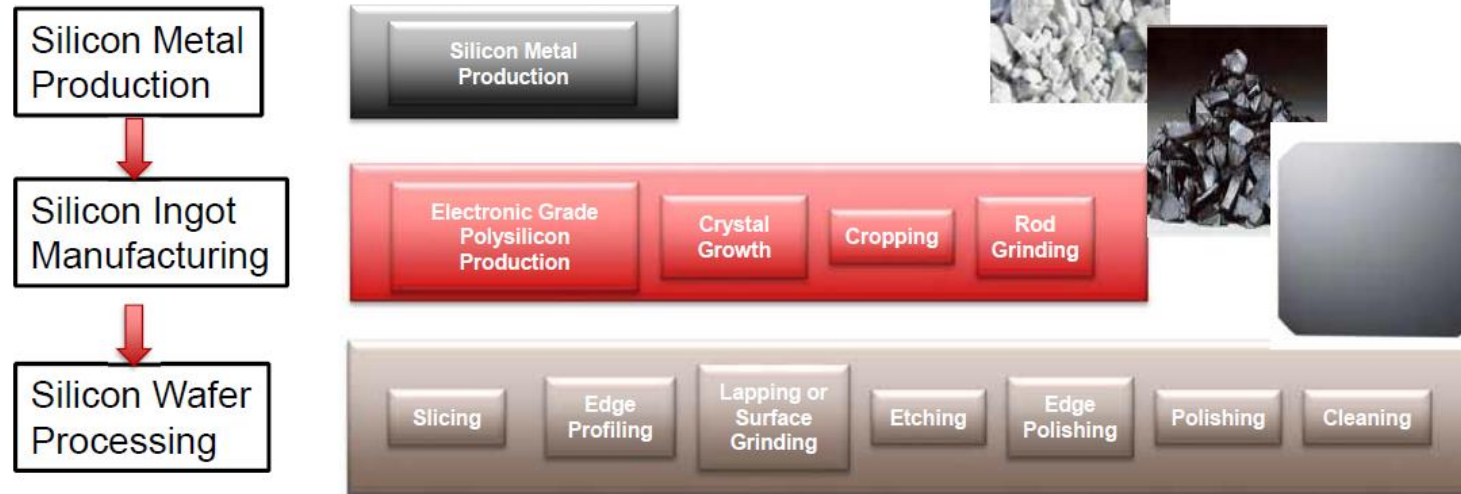 Silicon Metal
Production
Silicon Metal
Production
Silicon Ingot
Manufacturing
Electronic Grade
Polysilicon
Production
Crystal
Growth
Cropping
Rod
Grinding
Silicon Wafer
Processing
Slicing
Edge
Profiling
Lapping or
Surface
Grinding
Etching
Edge
Polishing
Polishing
Cleaning